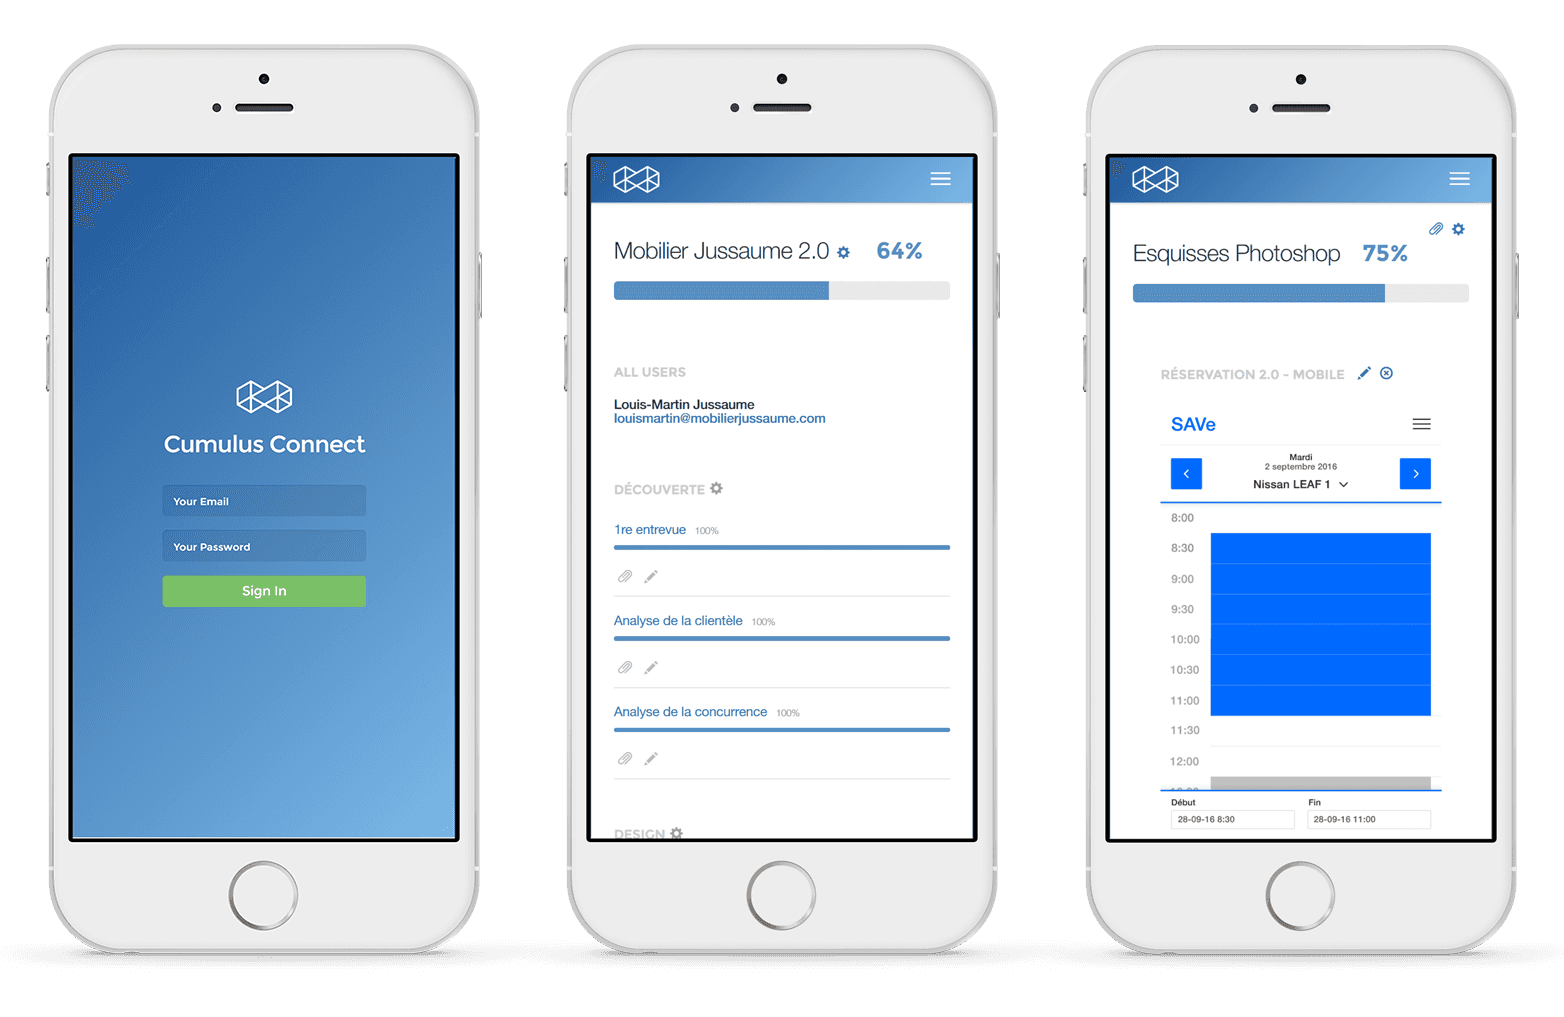 Cumulus Connect
Your Email
Your Password
Sign In
Mobilier Jussaume 2.0 64%
ALL USERS
Louis-Martin Jussaume
louismartin@mobilierjussaume.com
DÉCOUVERTE
1re entrevue 100%
Analyse de la clientèle 100%
Analyse de la concurrence 100%
DESIGN
Esquisses Photoshop 75%
RÉSERVATION 2.0 - MOBILE
SAVe
Mardi
2 septembre 2016
Nissan LEAF 1
8:00
8:30
9:00
9:30
10:00
10:30
11:00
11:30
12:00
Début Fin
28-09-16 8:30 28-09-16 11:00